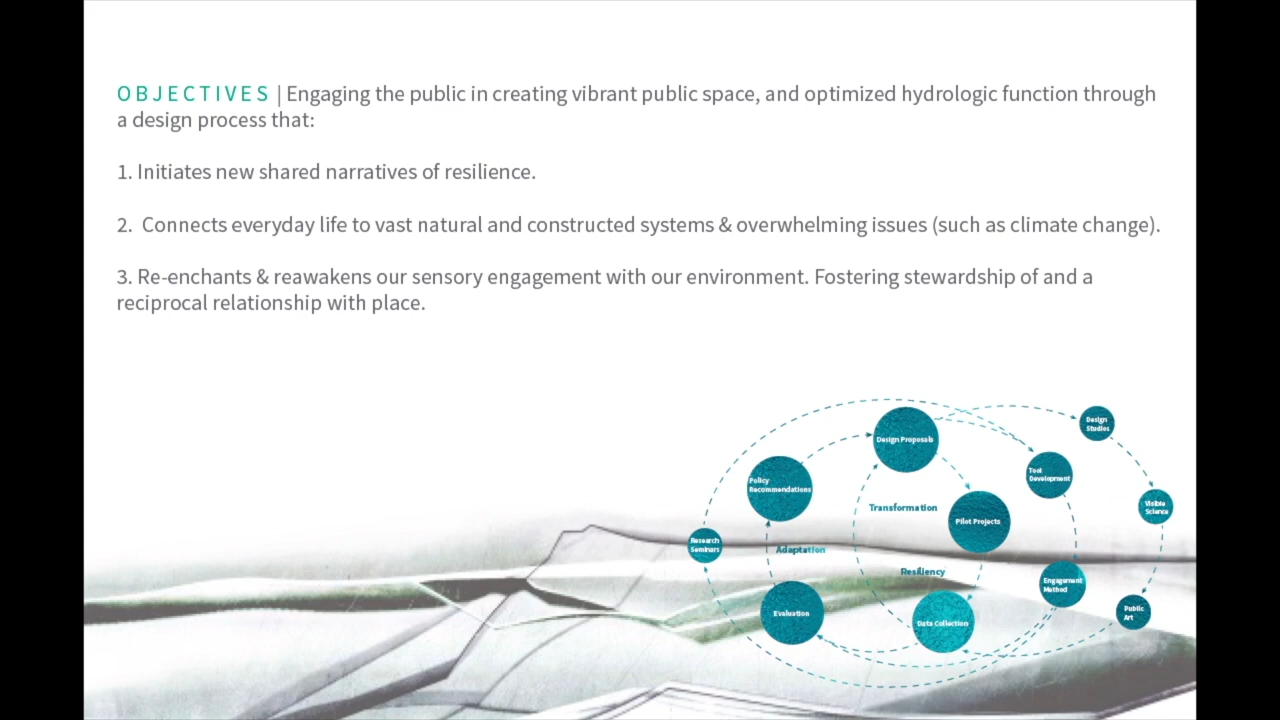 OBJECTIVES | Engaging the public in creating vibrant public space, and optimized hydrologic function through
a design process that:
1. Initiates new shared narratives of resilience.
2. Connects everyday life to vast natural and constructed systems & overwhelming issues (such as climate change).
3. Re-enchants & reawakens our sensory engagement with our environment. Fostering stewardship of and a
reciprocal relationship with place.
Design
Studies
Design Proposals
Tool
Development
Policy
Recommendations
Visible
Science
Transformation
Pilot Projects
Research
Seminars
Adaptation
Resiliency
Engagement
Method
Evaluation
Data Collection
Public
Art